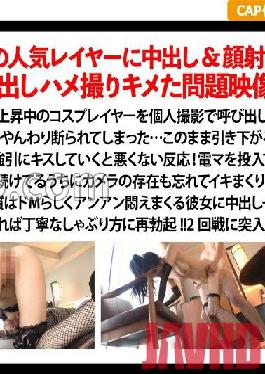 CAP
の人気レイヤーに中出し&顔射
出しハメ撮りキメた問題映像
上昇中のコスプレイヤーを個人撮影で呼び出し
やんわり断られてしまった…このまま引き下が
強引にキスしていくと悪くない反応!電マを投入
続けてるうちにカメラの存在も忘れてイキまくり
はドMらしくアンアン悶えまくる彼女に中出し
れば丁寧なしゃぶり方に再勃起!!2回戦に突入
JAVHD